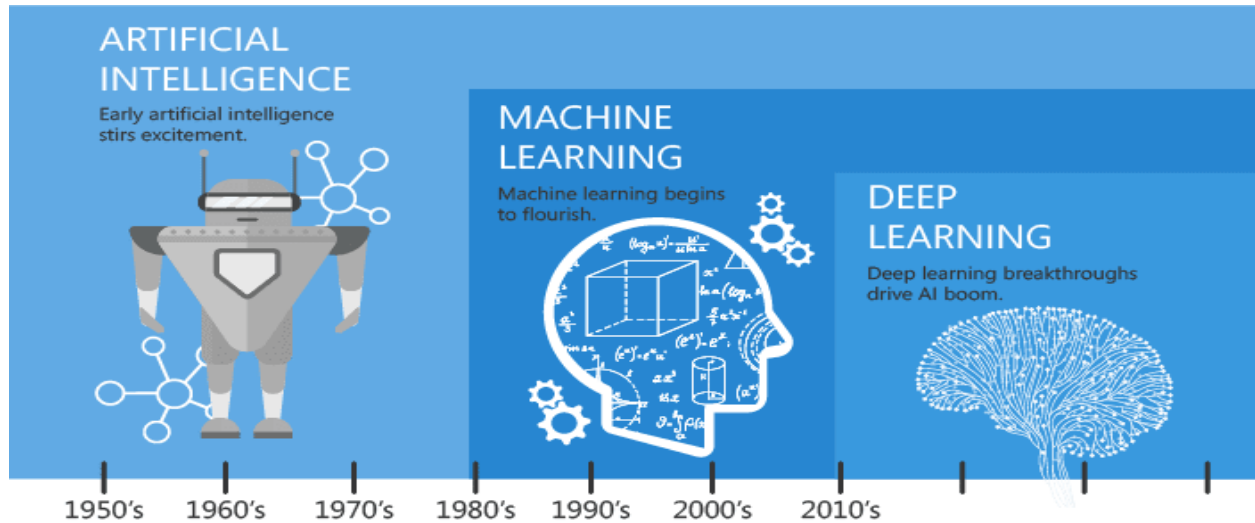 ARTIFICIAL
INTELLIGENCE
Early artificial intelligence
stirs excitement.
MACHINE
LEARNING
Machine learning begins
to flourish.
DEEP
LEARNING
Deep learning breakthroughs
drive AI boom.
1950's 1960's 1970's 1980's 1990's 2000's 2010's